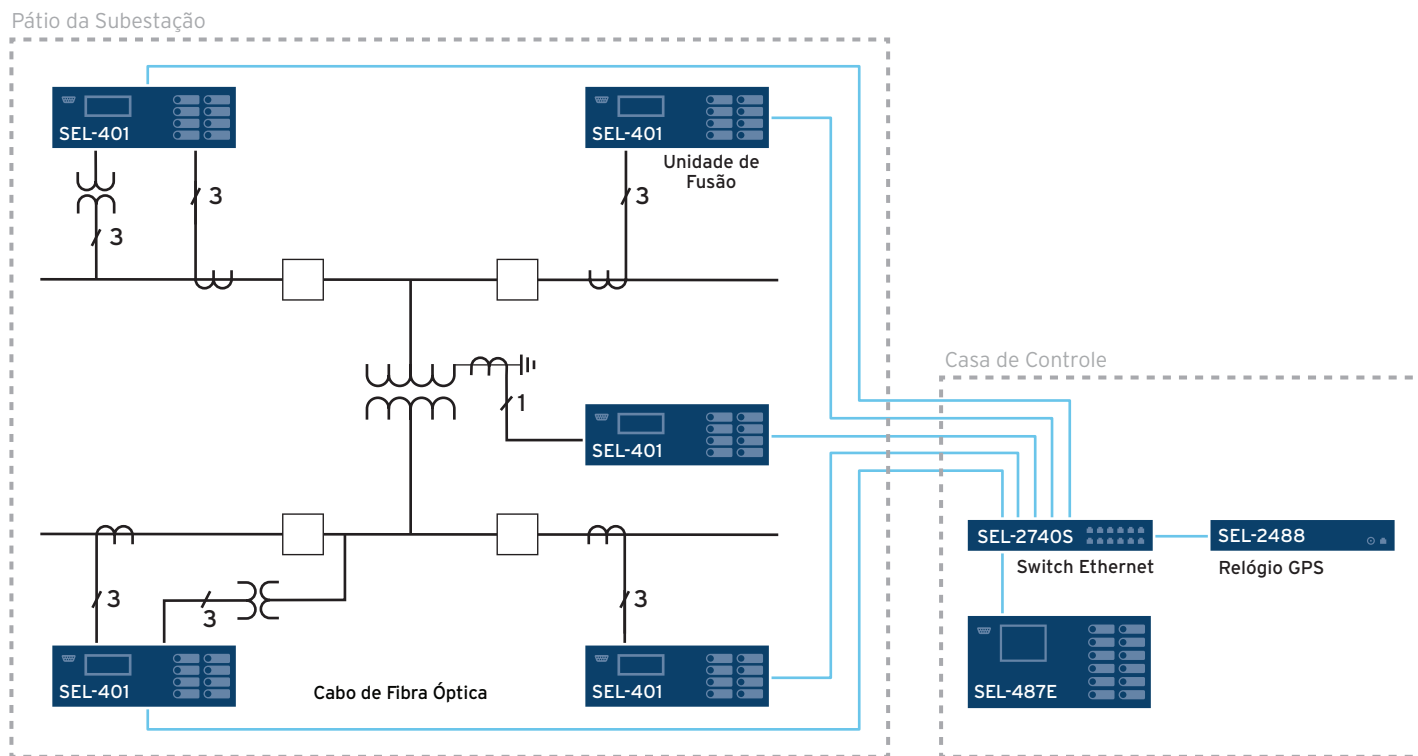 Pátio da Subestação
SEL-401
SEL-401
Unidade de
Fusão
3
3
3
Casa de Controle
1
SEL-401
SEL-2740S
SEL-2488
Switch Ethernet
Relógio GPS
3
3
3
SEL-401
Cabo de Fibra Óptica
SEL-401
SEL-487E